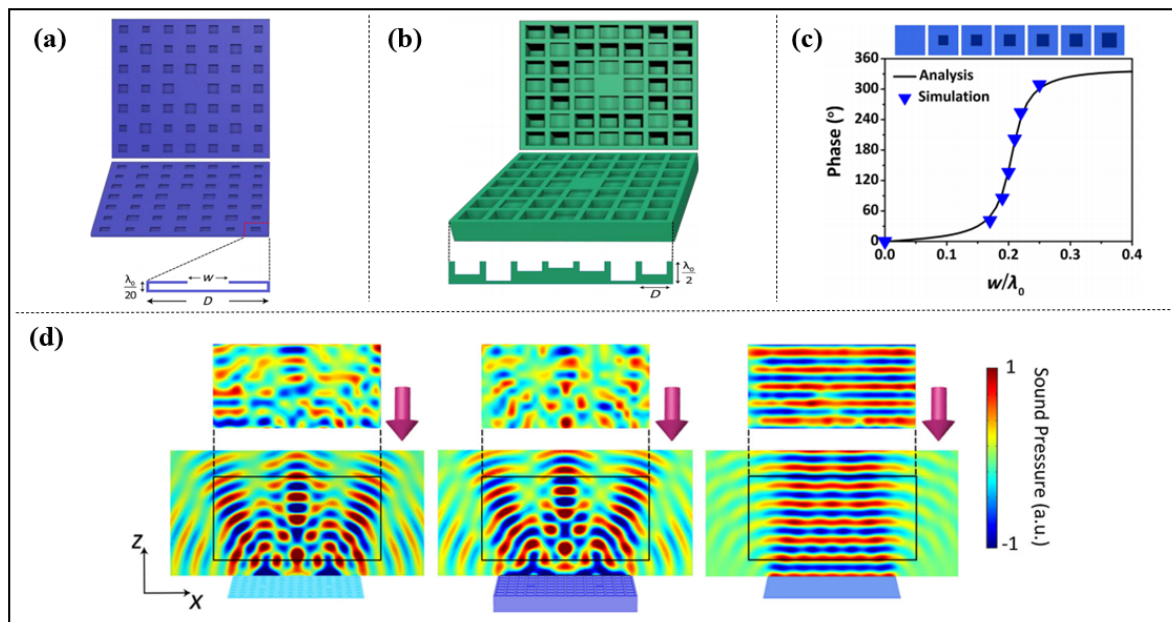 (a)
λ₀
20
w
D
(b)
λ₀
2
D
(c)
360
300
240
180
120
60
0
Phase (°)
Analysis
Simulation
0.0 0.1 0.2 0.3 0.4
w/λ₀
(d)
Z
X
1
-1
Sound Pressure (a.u.)